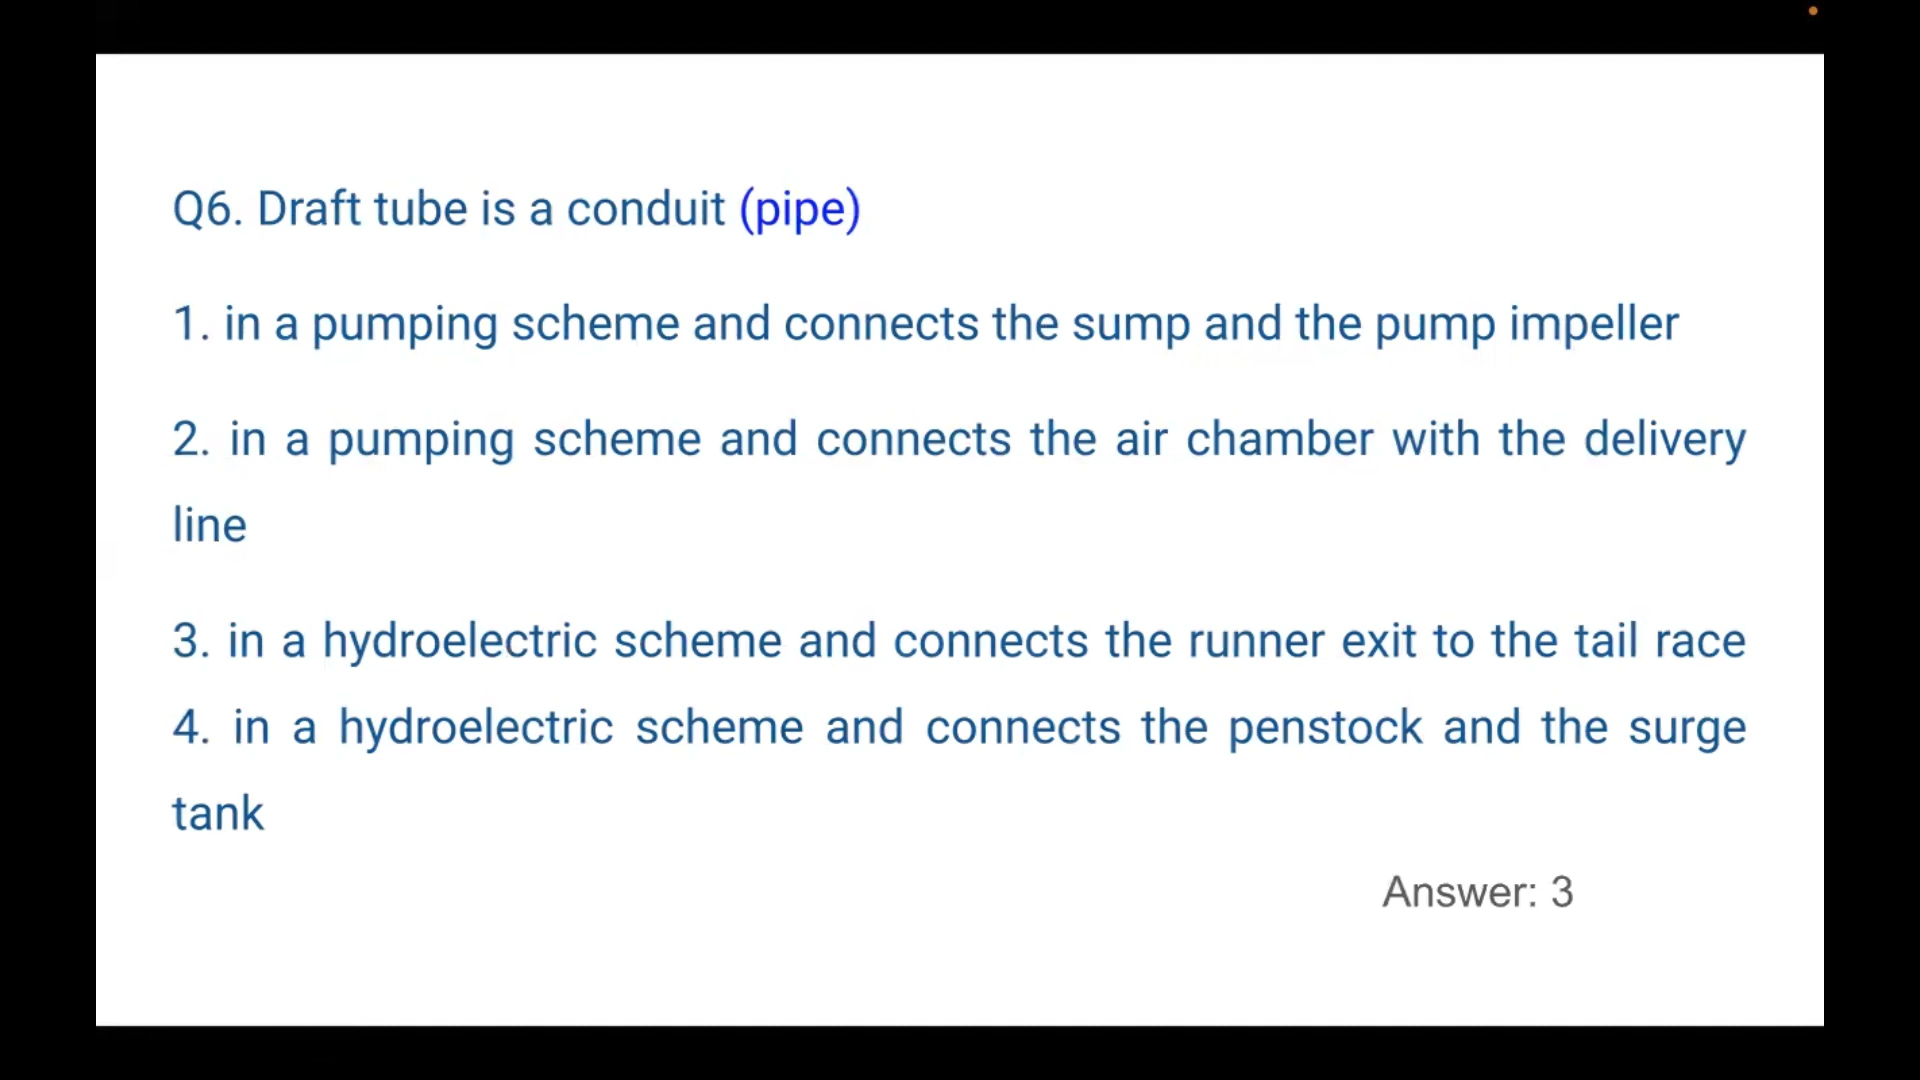 Q6. Draft tube is a conduit (pipe)
1. in a pumping scheme and connects the sump and the pump impeller
2. in a pumping scheme and connects the air chamber with the delivery
line
3. in a hydroelectric scheme and connects the runner exit to the tail race
4. in a hydroelectric scheme and connects the penstock and the surge
tank
Answer: 3